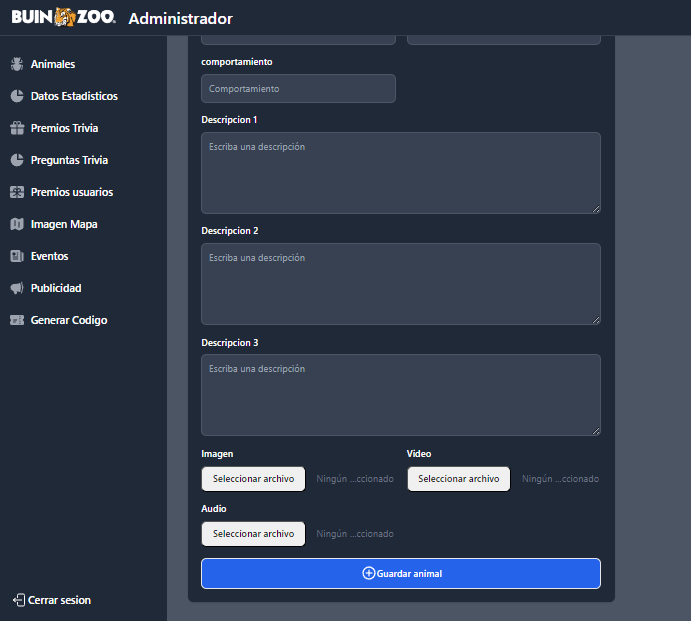 BUIN ZOO Administrador
Animales
Datos Estadisticos
Premios Trivia
Preguntas Trivia
Premios usuarios
Imagen Mapa
Eventos
Publicidad
Generar Codigo
Cerrar sesion
comportamiento
Comportamiento
Descripcion 1
Escriba una descripción
Descripcion 2
Escriba una descripción
Descripcion 3
Escriba una descripción
Imagen Video
Seleccionar archivo Ningún ...ccionado Seleccionar archivo Ningún ...ccionado
Audio
Seleccionar archivo Ningún ...ccionado
Guardar animal